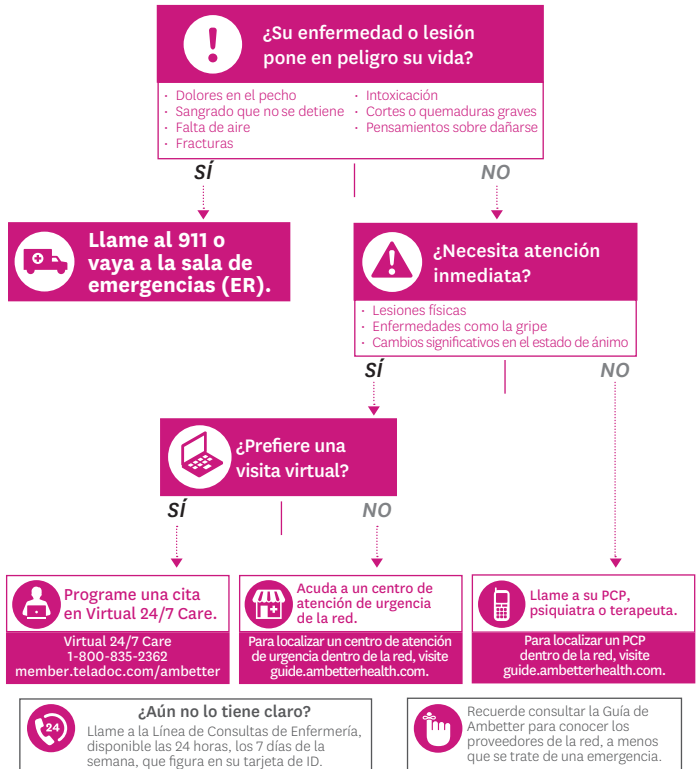 ¿Su enfermedad o lesión
pone en peligro su vida?
· Dolores en el pecho
· Sangrado que no se detiene
· Falta de aire
· Fracturas
· Intoxicación
· Cortes o quemaduras graves
· Pensamientos sobre dañarse
SÍ
NO
Llame al 911 o
vaya a la sala de
emergencias (ER).
¿Necesita atención
inmediata?
· Lesiones físicas
· Enfermedades como la gripe
· Cambios significativos en el estado de ánimo
SÍ
NO
¿Prefiere una
visita virtual?
SÍ
NO
Programe una cita
en Virtual 24/7 Care.
Virtual 24/7 Care
1-800-835-2362
member.teladoc.com/ambetter
Acuda a un centro de
atención de urgencia
de la red.
Para localizar un centro de atención
de urgencia dentro de la red, visite
guide.ambetterhealth.com.
Llame a su PCP,
psiquiatra o terapeuta.
Para localizar un PCP
dentro de la red, visite
guide.ambetterhealth.com.
24
¿Aún no lo tiene claro?
Llame a la Línea de Consultas de Enfermería,
disponible las 24 horas, los 7 días de la
semana, que figura en su tarjeta de ID.
Recuerde consultar la Guía de
Ambetter para conocer los
proveedores de la red, a menos
que se trate de una emergencia.